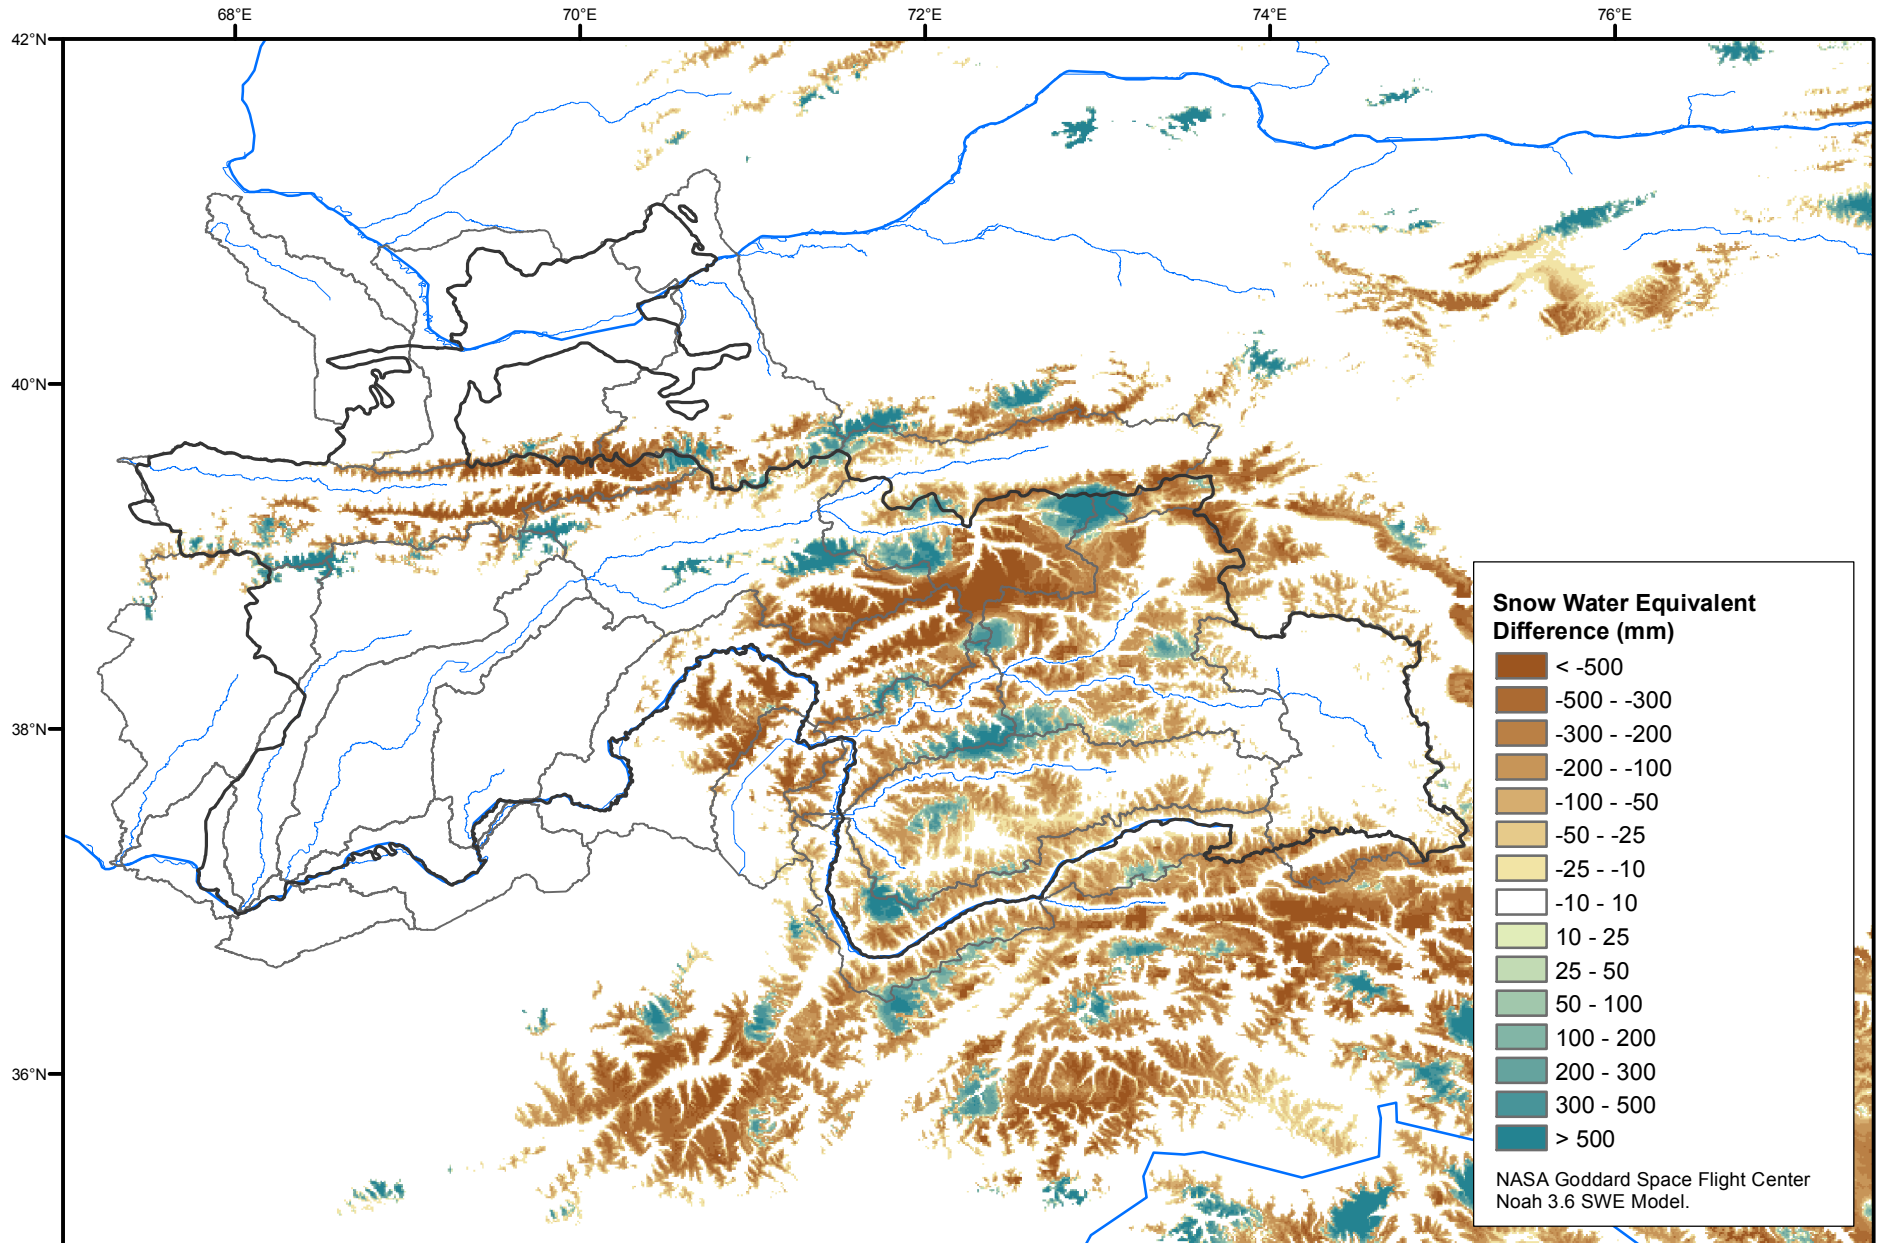 68°E 70°E 72°E 74°E 76°E
42°N
40°N
38°N
36°N
Snow Water Equivalent
Difference (mm)
< -500
-500 - -300
-300 - -200
-200 - -100
-100 - -50
-50 - -25
-25 - -10
-10 - 10
10 - 25
25 - 50
50 - 100
100 - 200
200 - 300
300 - 500
> 500
NASA Goddard Space Flight Center
Noah 3.6 SWE Model.